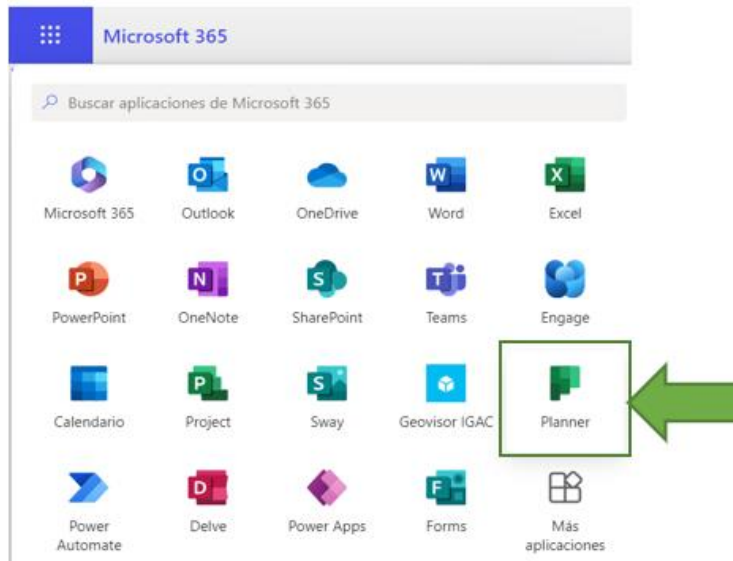 Microsoft 365
Buscar aplicaciones de Microsoft 365
Microsoft 365
Outlook
OneDrive
Word
Excel
PowerPoint
OneNote
SharePoint
Teams
Engage
Calendario
Project
Sway
Geovisor IGAC
Planner
Power
Automate
Delve
Power Apps
Forms
Más
aplicaciones